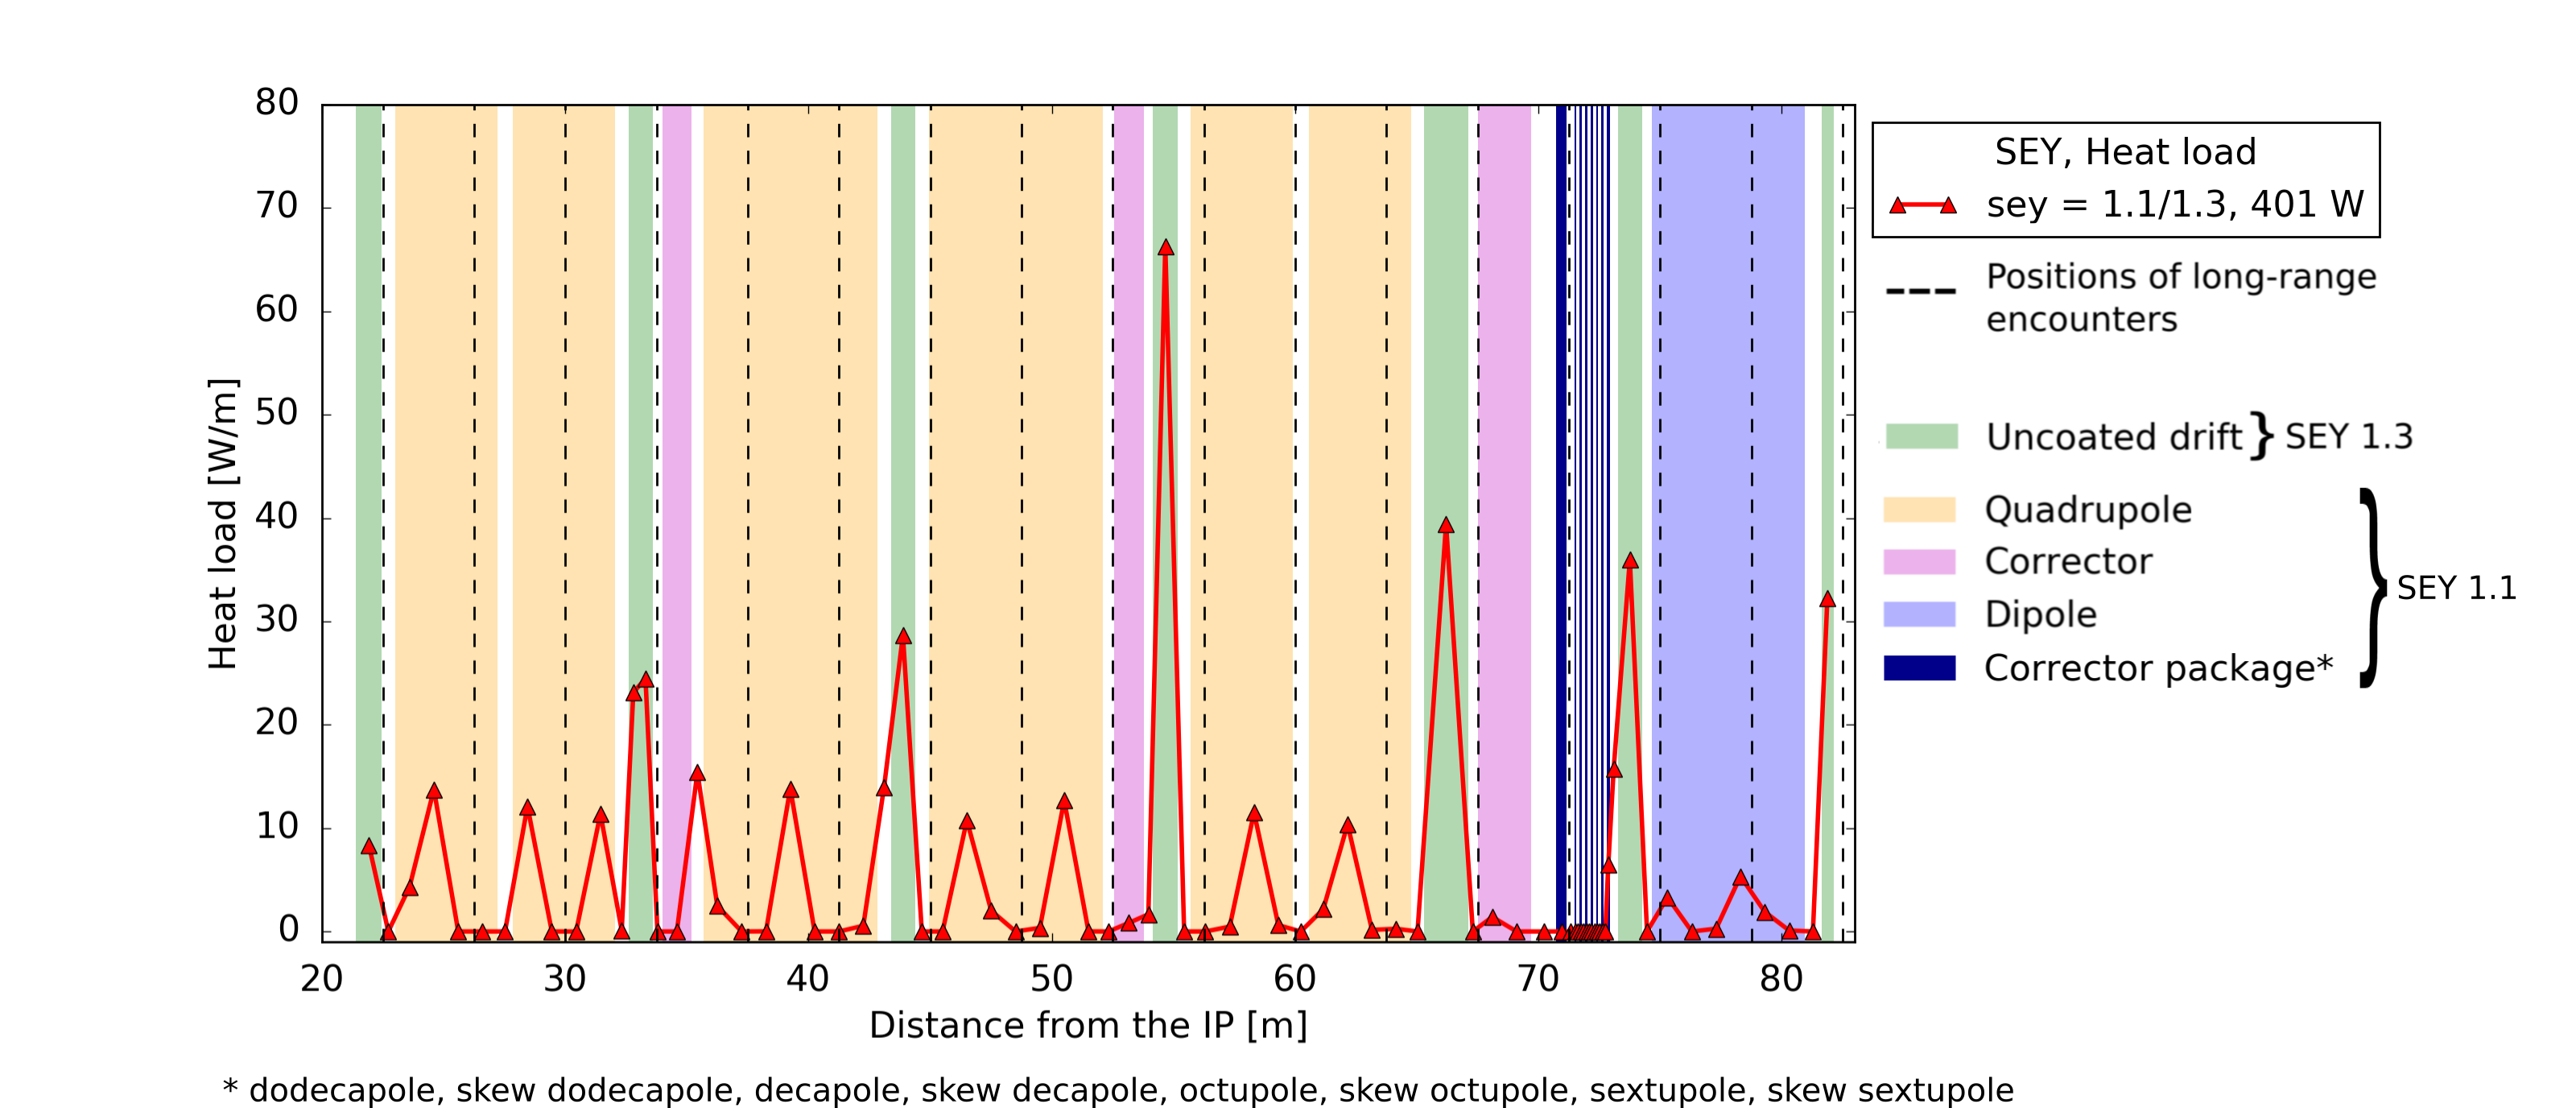 80
70
60
50
40
30
20
10
0
Heat load [W/m]
20 30 40 50 60 70 80
Distance from the IP [m]
SEY, Heat load
sey = 1.1/1.3, 401 W
Positions of long-range
encounters
Uncoated drift } SEY 1.3
Quadrupole
Corrector
Dipole
Corrector package*
} SEY 1.1
* dodecapole, skew dodecapole, decapole, skew decapole, octupole, skew octupole, sextupole, skew sextupole